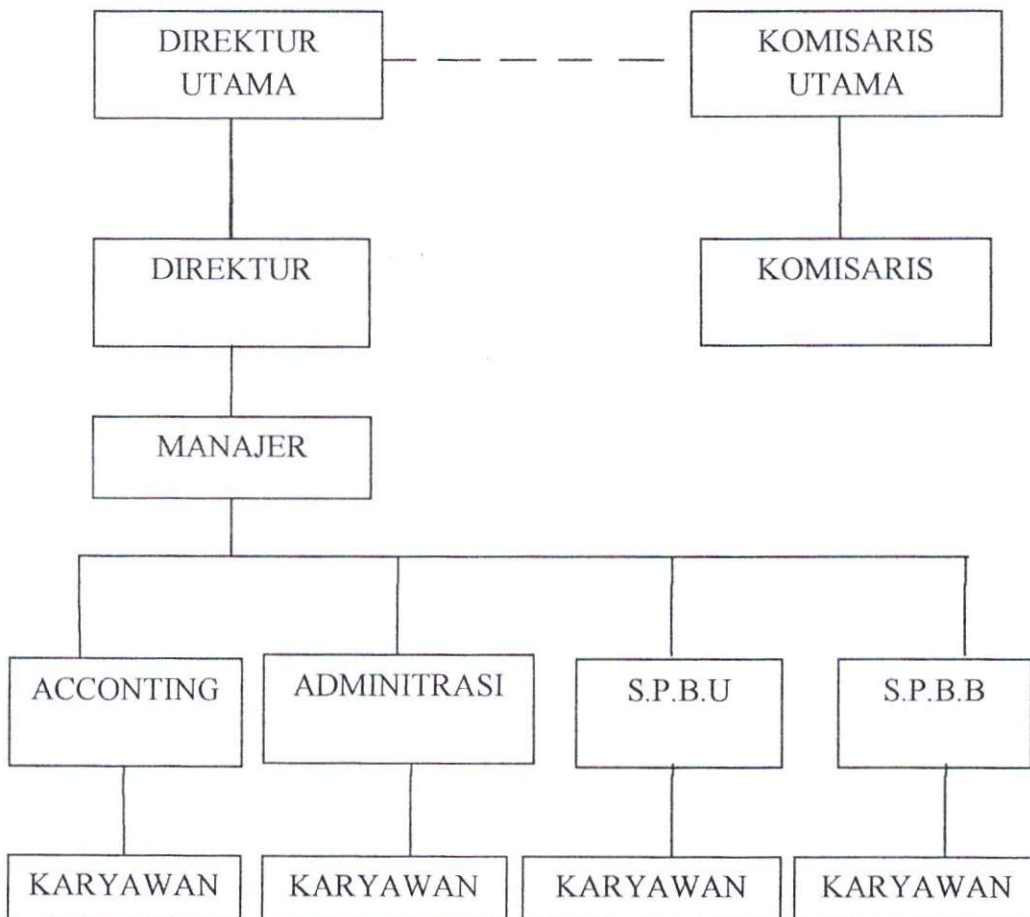 DIREKTUR
UTAMA
KOMISARIS
UTAMA
DIREKTUR
KOMISARIS
MANAJER
ACCONTING
ADMINITRASI
S.P.B.U
S.P.B.B
KARYAWAN
KARYAWAN
KARYAWAN
KARYAWAN